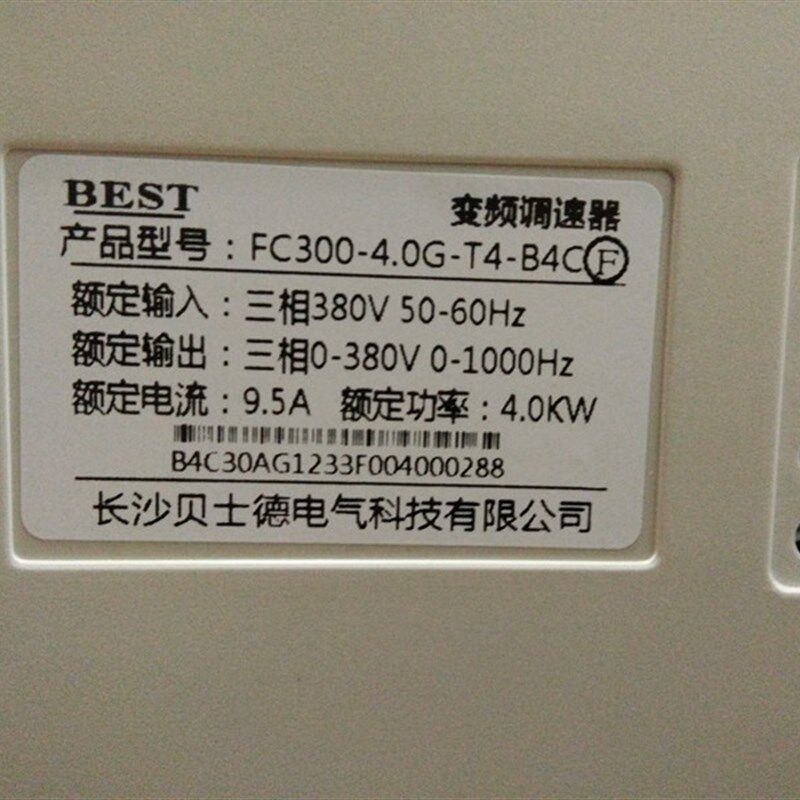 BEST
变频调速器
产品型号：FC300-4.0G-T4-B4C Ⓕ
额定输入：三相380V 50-60Hz
额定输出：三相0-380V 0-1000Hz
额定电流：9.5A 额定功率：4.0KW
B4C30AG1233F004000288
长沙贝士德电气科技有限公司